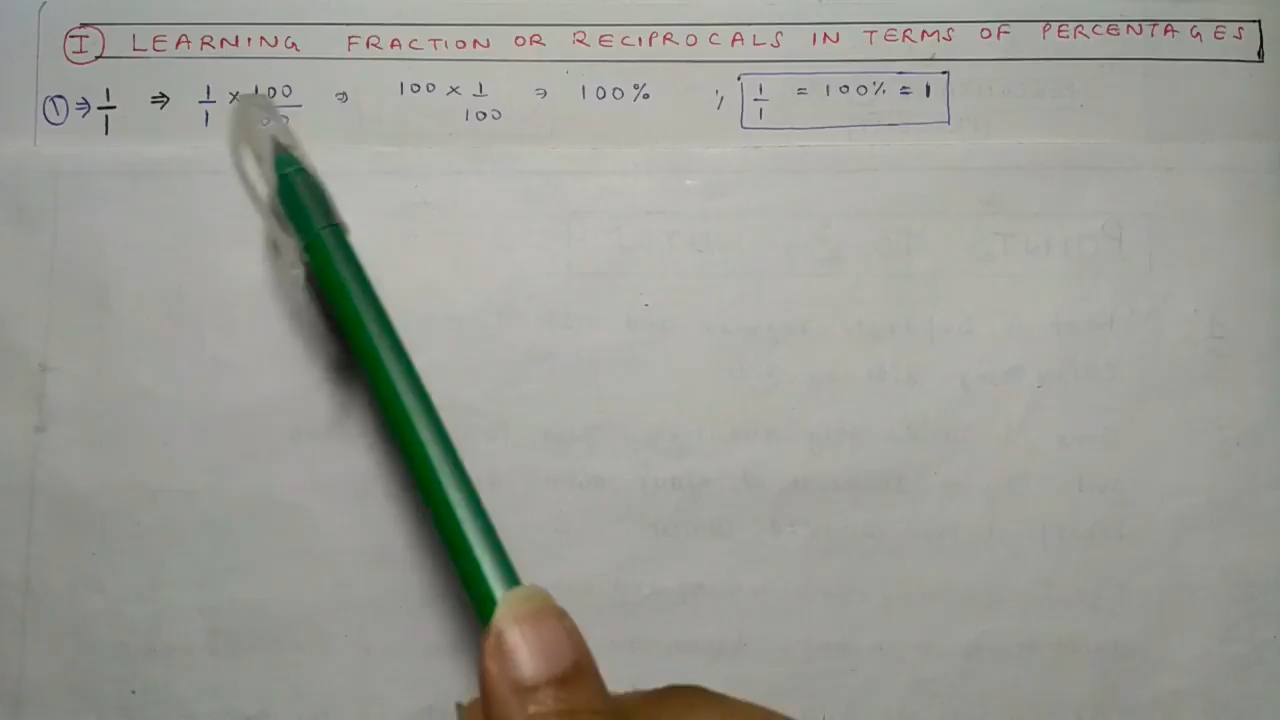 I) LEARNING FRACTION OR RECIPROCALS IN TERMS OF PERCENTAGES
① ⇒ 1/1 ⇒ 1/1 × 100/00 ⇒ 100 × 1/100 ⇒ 100% ; 1/1 = 100% = 1